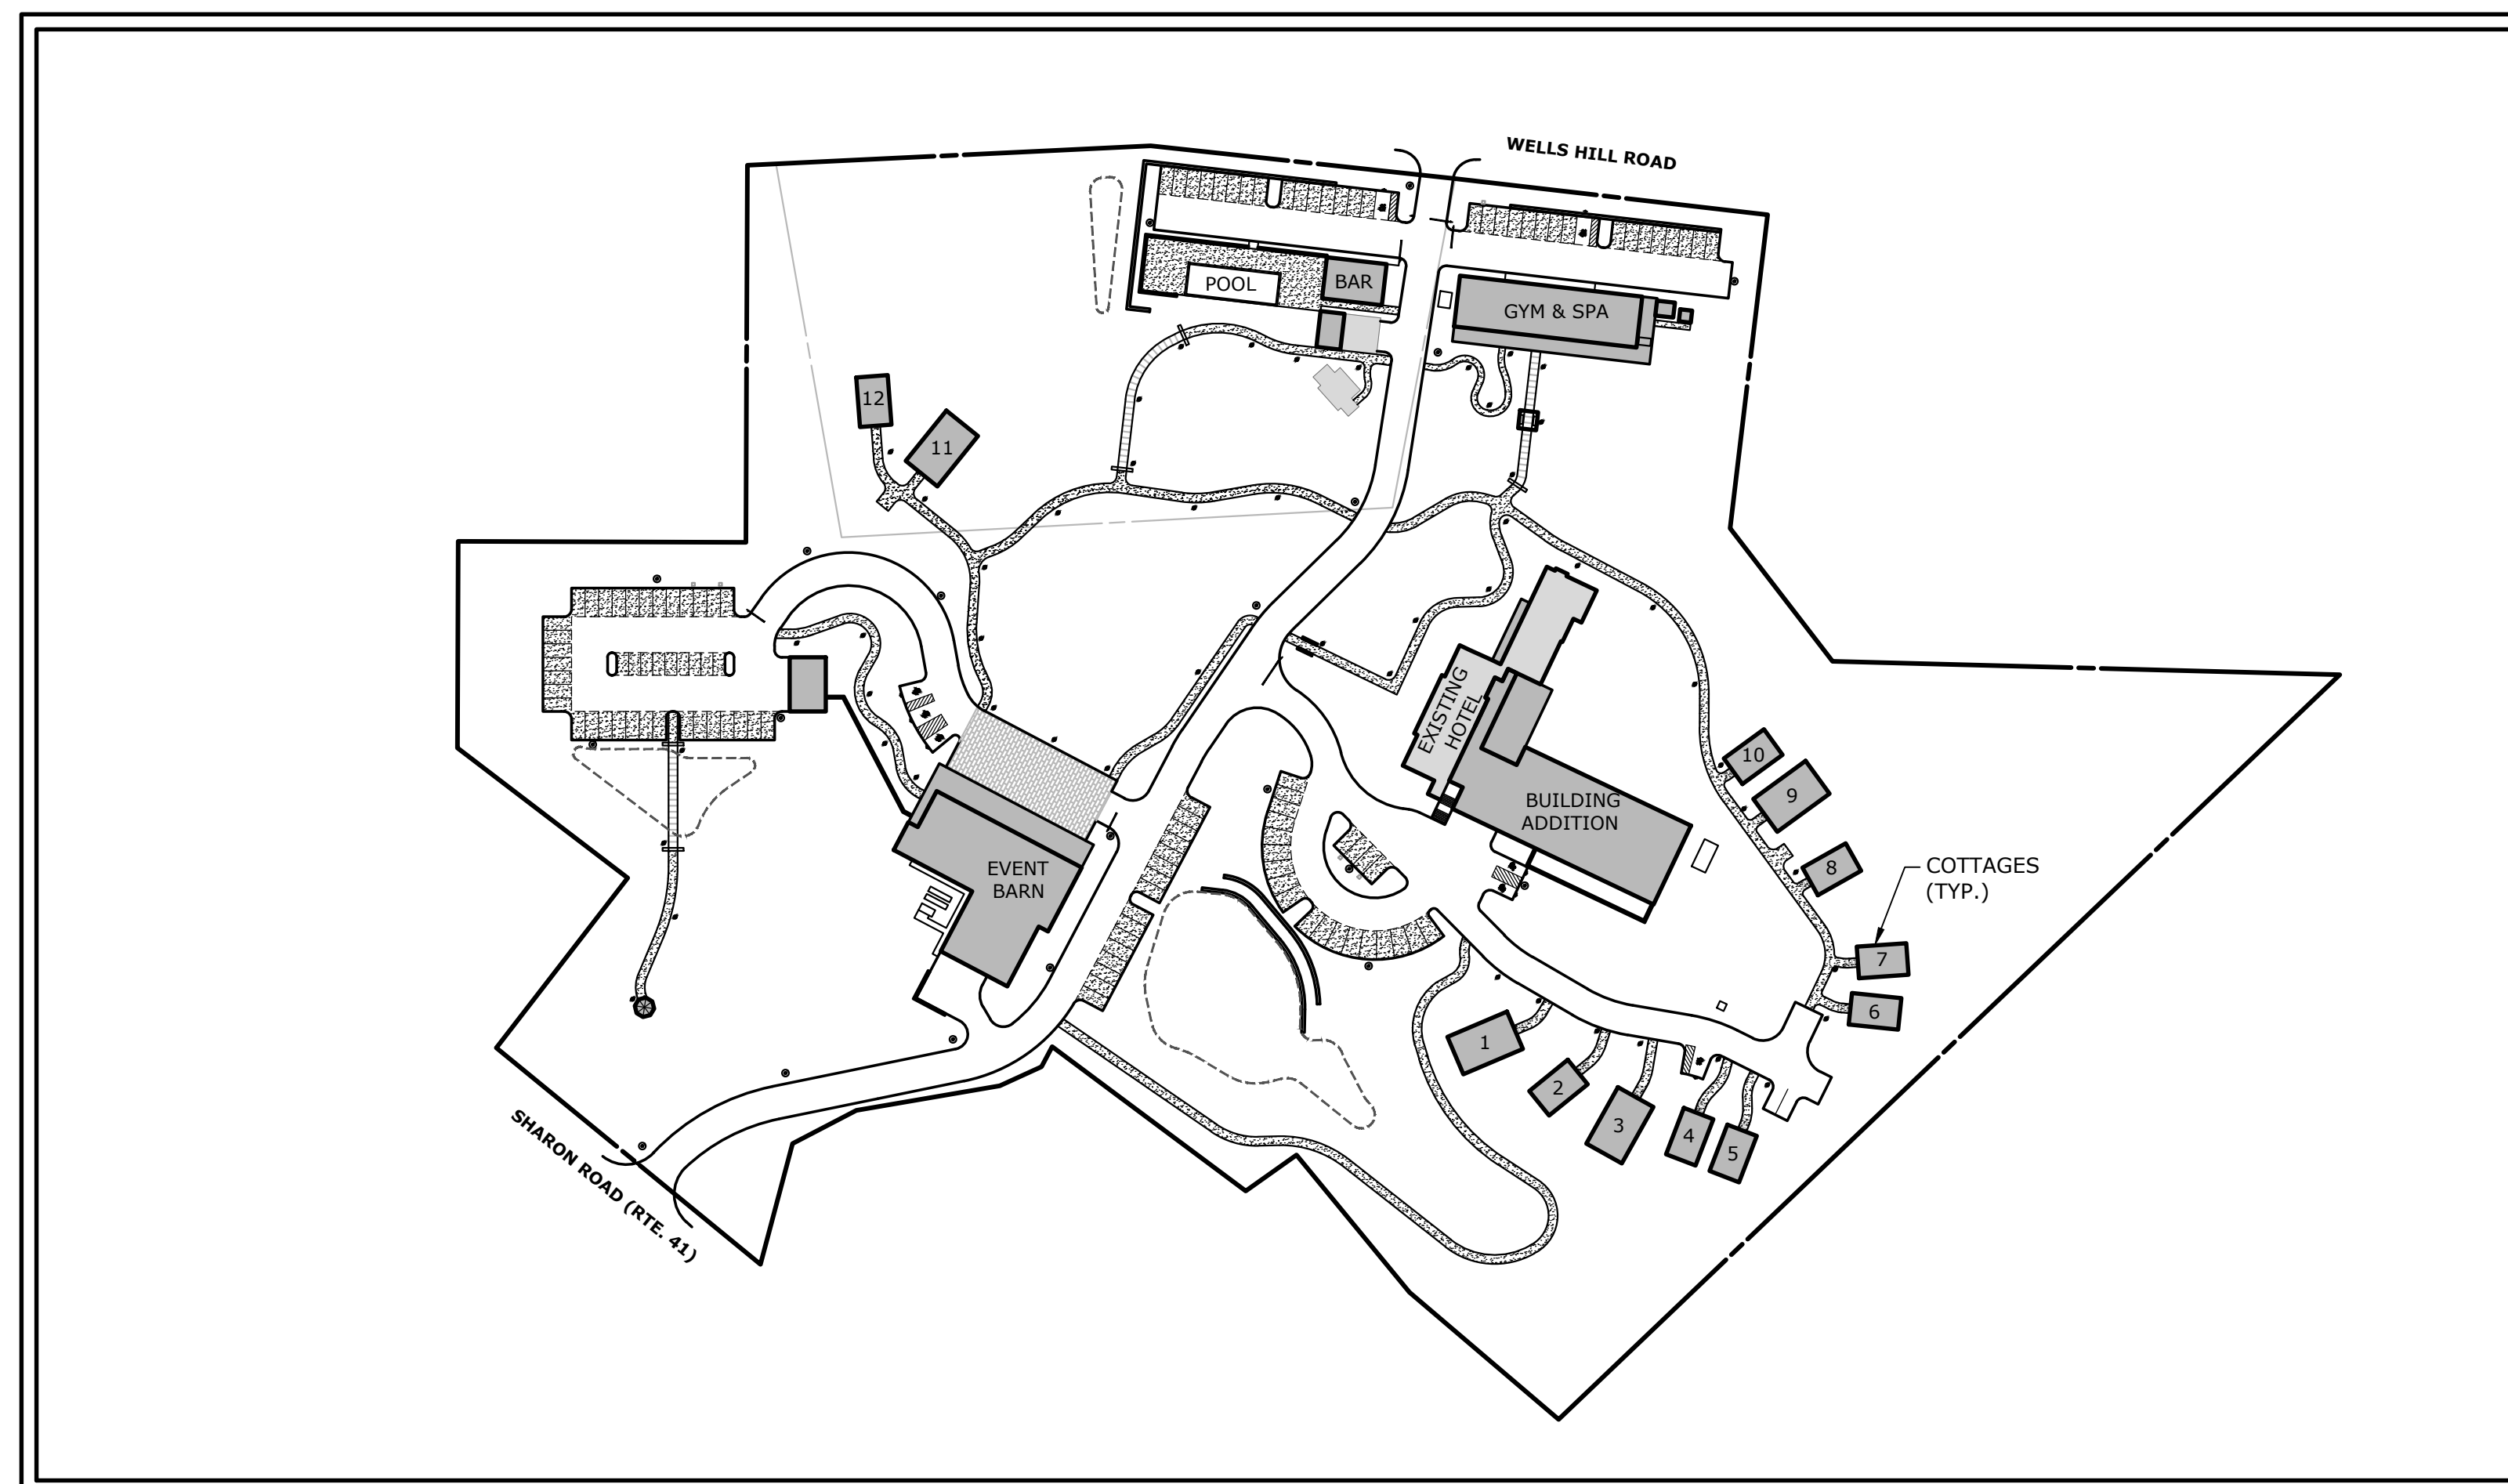 WELLS HILL ROAD
POOL
BAR
GYM & SPA
12
11
EXISTING
HOTEL
10
9
BUILDING
ADDITION
8
COTTAGES
(TYP.)
EVENT
BARN
7
6
1
2
3
4
5
SHARON ROAD (RTE. 41)